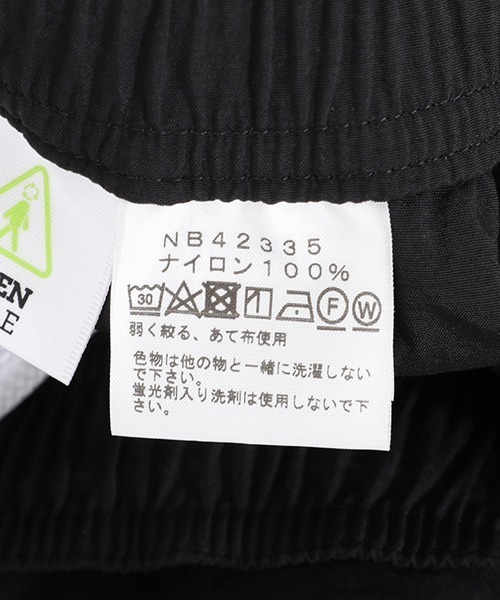 NB42335
ナイロン100%
30 F W
弱く絞る、あて布使用
色物は他の物と一緒に洗濯しない
で下さい。
蛍光剤入り洗剤は使用しないで下
さい。
EN
E